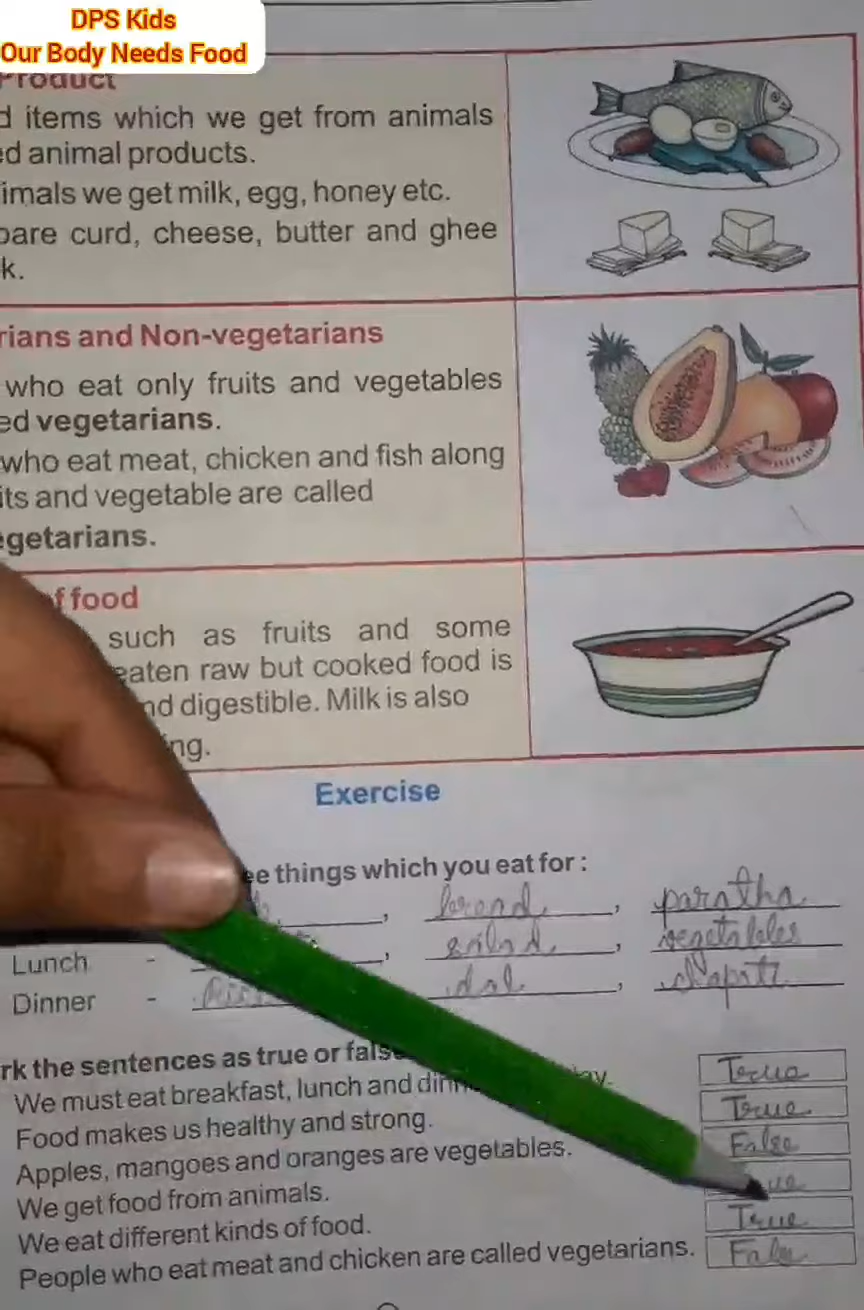 DPS Kids
Our Body Needs Food
Product
d items which we get from animals
ed animal products.
imals we get milk, egg, honey etc.
pare curd, cheese, butter and ghee
k.
rians and Non-vegetarians
who eat only fruits and vegetables
ed vegetarians.
who eat meat, chicken and fish along
its and vegetable are called
egetarians.
f food
such as fruits and some
eaten raw but cooked food is
nd digestible. Milk is also
ng.
Exercise
ee things which you eat for :
, bread , paratha
Lunch - , salad , vegetables
Dinner - , dal , chapati
rk the sentences as true or fals
We must eat breakfast, lunch and dinn ay. True
Food makes us healthy and strong. True
Apples, mangoes and oranges are vegetables. False
We get food from animals. ue
We eat different kinds of food. True
People who eat meat and chicken are called vegetarians. False